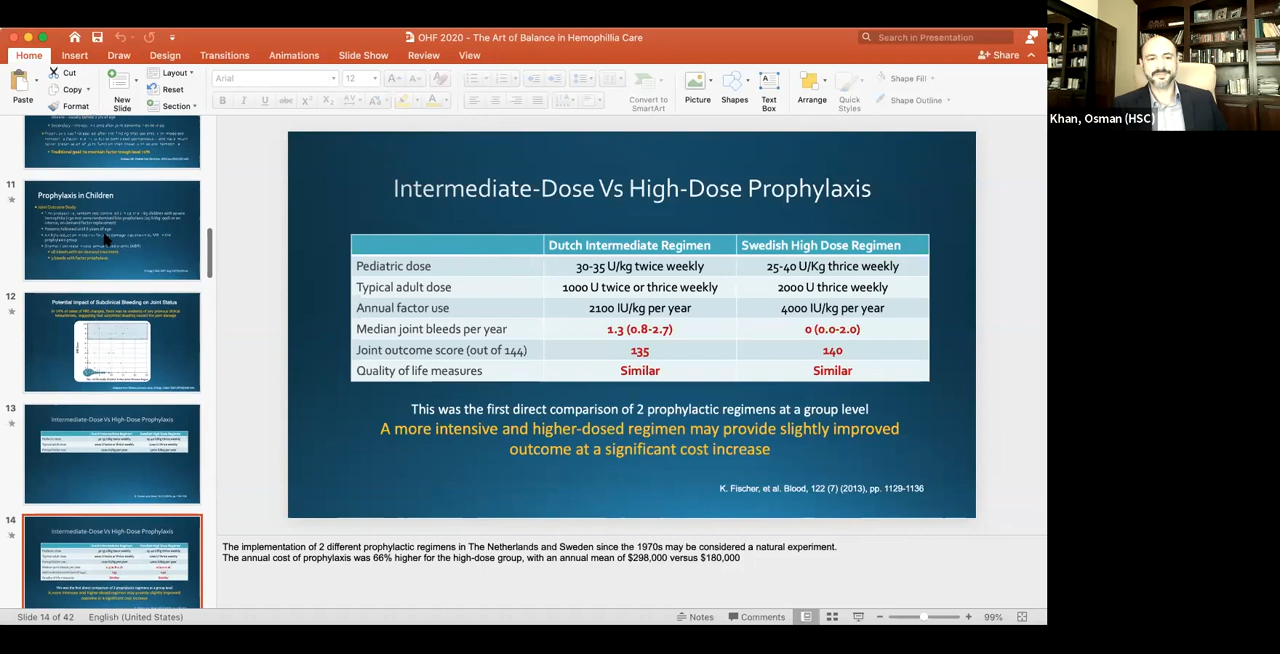 OHF 2020 - The Art of Balance in Hemophillia Care
Search in Presentation
Home Insert Draw Design Transitions Animations Slide Show Review View
Share
Paste
Cut
Copy
Format
New Slide
Layout
Reset
Section
Arial
12
Convert to SmartArt
Picture
Shapes
Text Box
Arrange
Quick Styles
Shape Fill
Shape Outline
Khan, Osman (HSC)
11
Prophylaxis in Children
Joint Outcome Study
12
Potential Impact of Subclinical Bleeding on Joint Status
13
Intermediate-Dose Vs High-Dose Prophylaxis
14
Intermediate-Dose Vs High-Dose Prophylaxis
Intermediate-Dose Vs High-Dose Prophylaxis
Dutch Intermediate Regimen Swedish High Dose Regimen
Pediatric dose 30-35 U/kg twice weekly 25-40 U/Kg thrice weekly
Typical adult dose 1000 U twice or thrice weekly 2000 U thrice weekly
Annual factor use 2100 IU/kg per year 4000 IU/kg per year
Median joint bleeds per year 1.3 (0.8-2.7) 0 (0.0-2.0)
Joint outcome score (out of 144) 135 140
Quality of life measures Similar Similar
This was the first direct comparison of 2 prophylactic regimens at a group level
A more intensive and higher-dosed regimen may provide slightly improved
outcome at a significant cost increase
K. Fischer, et al. Blood, 122 (7) (2013), pp. 1129-1136
The implementation of 2 different prophylactic regimes in The Netherlands and Sweden since the 1970s may be considered a natural experiment.
The annual cost of prophylaxis was 66% higher for the high-dose group, with an annual mean of $298,000 versus $180,000
Slide 14 of 42 English (United States) Notes Comments 99%